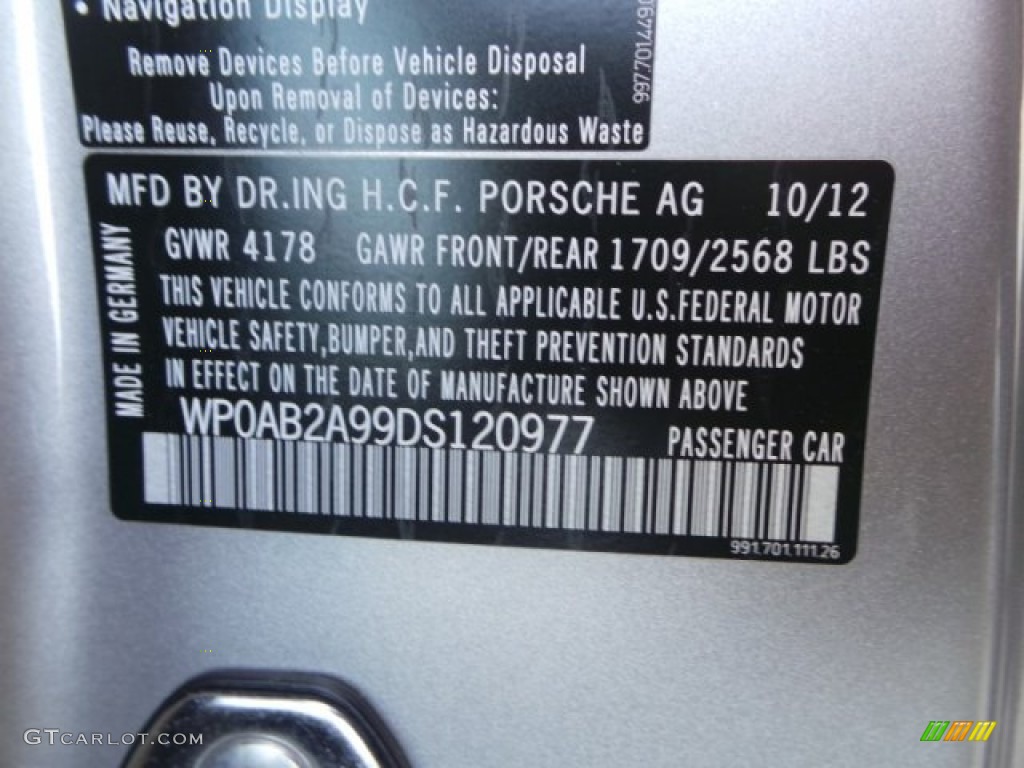 • Navigation Display
Remove Devices Before Vehicle Disposal
Upon Removal of Devices:
Please Reuse, Recycle, or Dispose as Hazardous Waste
997.701.449.0
MFD BY DR.ING H.C.F. PORSCHE AG 10/12
GVWR 4178 GAWR FRONT/REAR 1709/2568 LBS
MADE IN GERMANY
THIS VEHICLE CONFORMS TO ALL APPLICABLE U.S.FEDERAL MOTOR
VEHICLE SAFETY,BUMPER,AND THEFT PREVENTION STANDARDS
IN EFFECT ON THE DATE OF MANUFACTURE SHOWN ABOVE
WP0AB2A99DS120977 PASSENGER CAR
991.701.111.26
GTCARLOT.COM